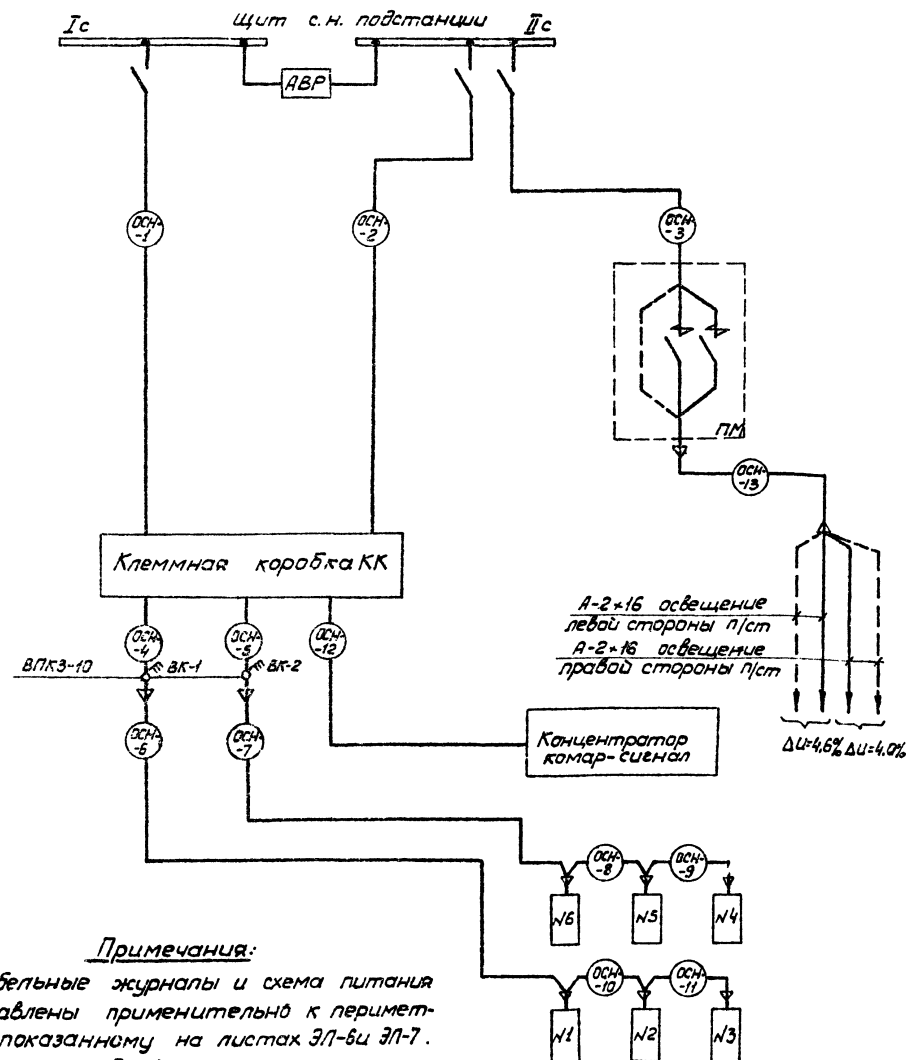 Iс
Щит с.н. подстанции
IIс
АВР
ОСН-
-1
ОСН-
-2
ОСН-
-3
ПМ
ОСН-
-13
Клеммная коробка КК
А-2×16 освещение
левой стороны п/ст
А-2×16 освещение
правой стороны п/ст
ОСН-
-4
ОСН-
-5
ОСН-
-12
ВПК3-10
ВК-1
ВК-2
ОСН-
-6
ОСН-
-7
Концентратор
комар-сигнал
ΔU=4,6%
ΔU=4.0%
ОСН-
-8
ОСН-
-9
N6
N5
N4
ОСН-
-10
ОСН-
-11
N1
N2
N3
Примечания:
бельные журналы и схема питания
авлены применительно к перимет-
показанному на листах ЭЛ-6 и ЭЛ-7.